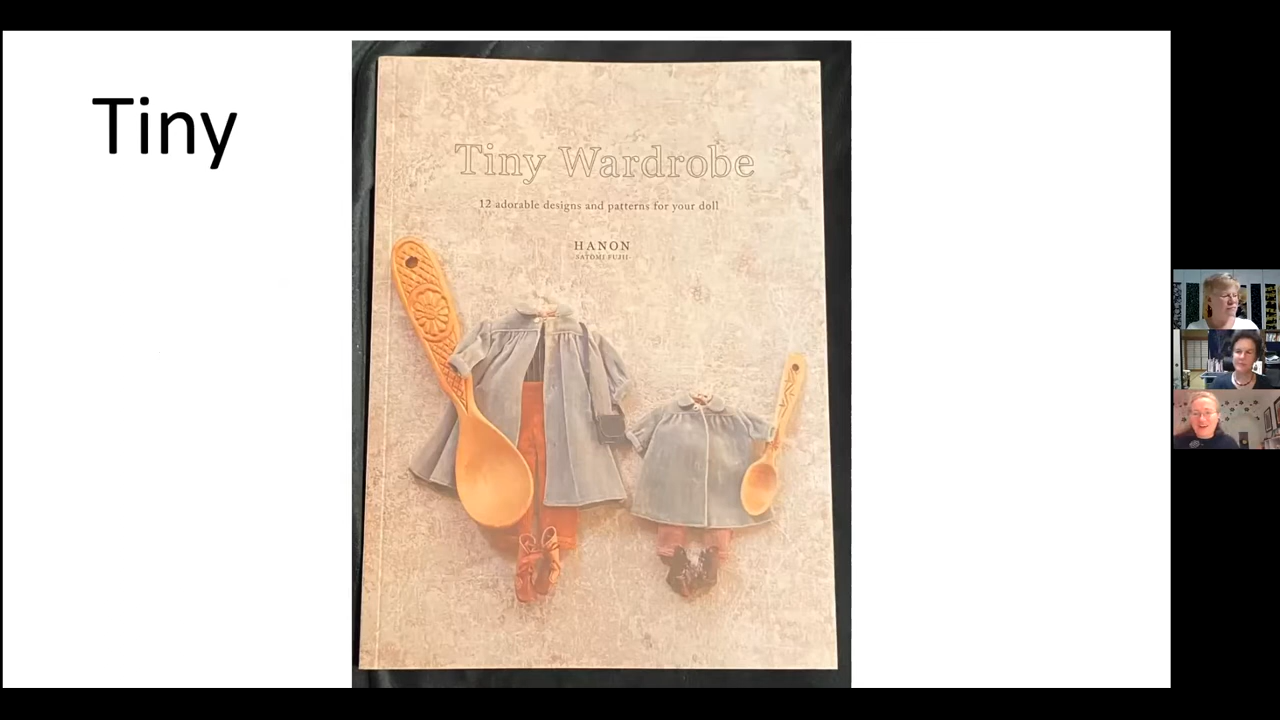 Tiny
Tiny Wardrobe
12 adorable designs and patterns for your doll
HANON
SATOMI FUJII